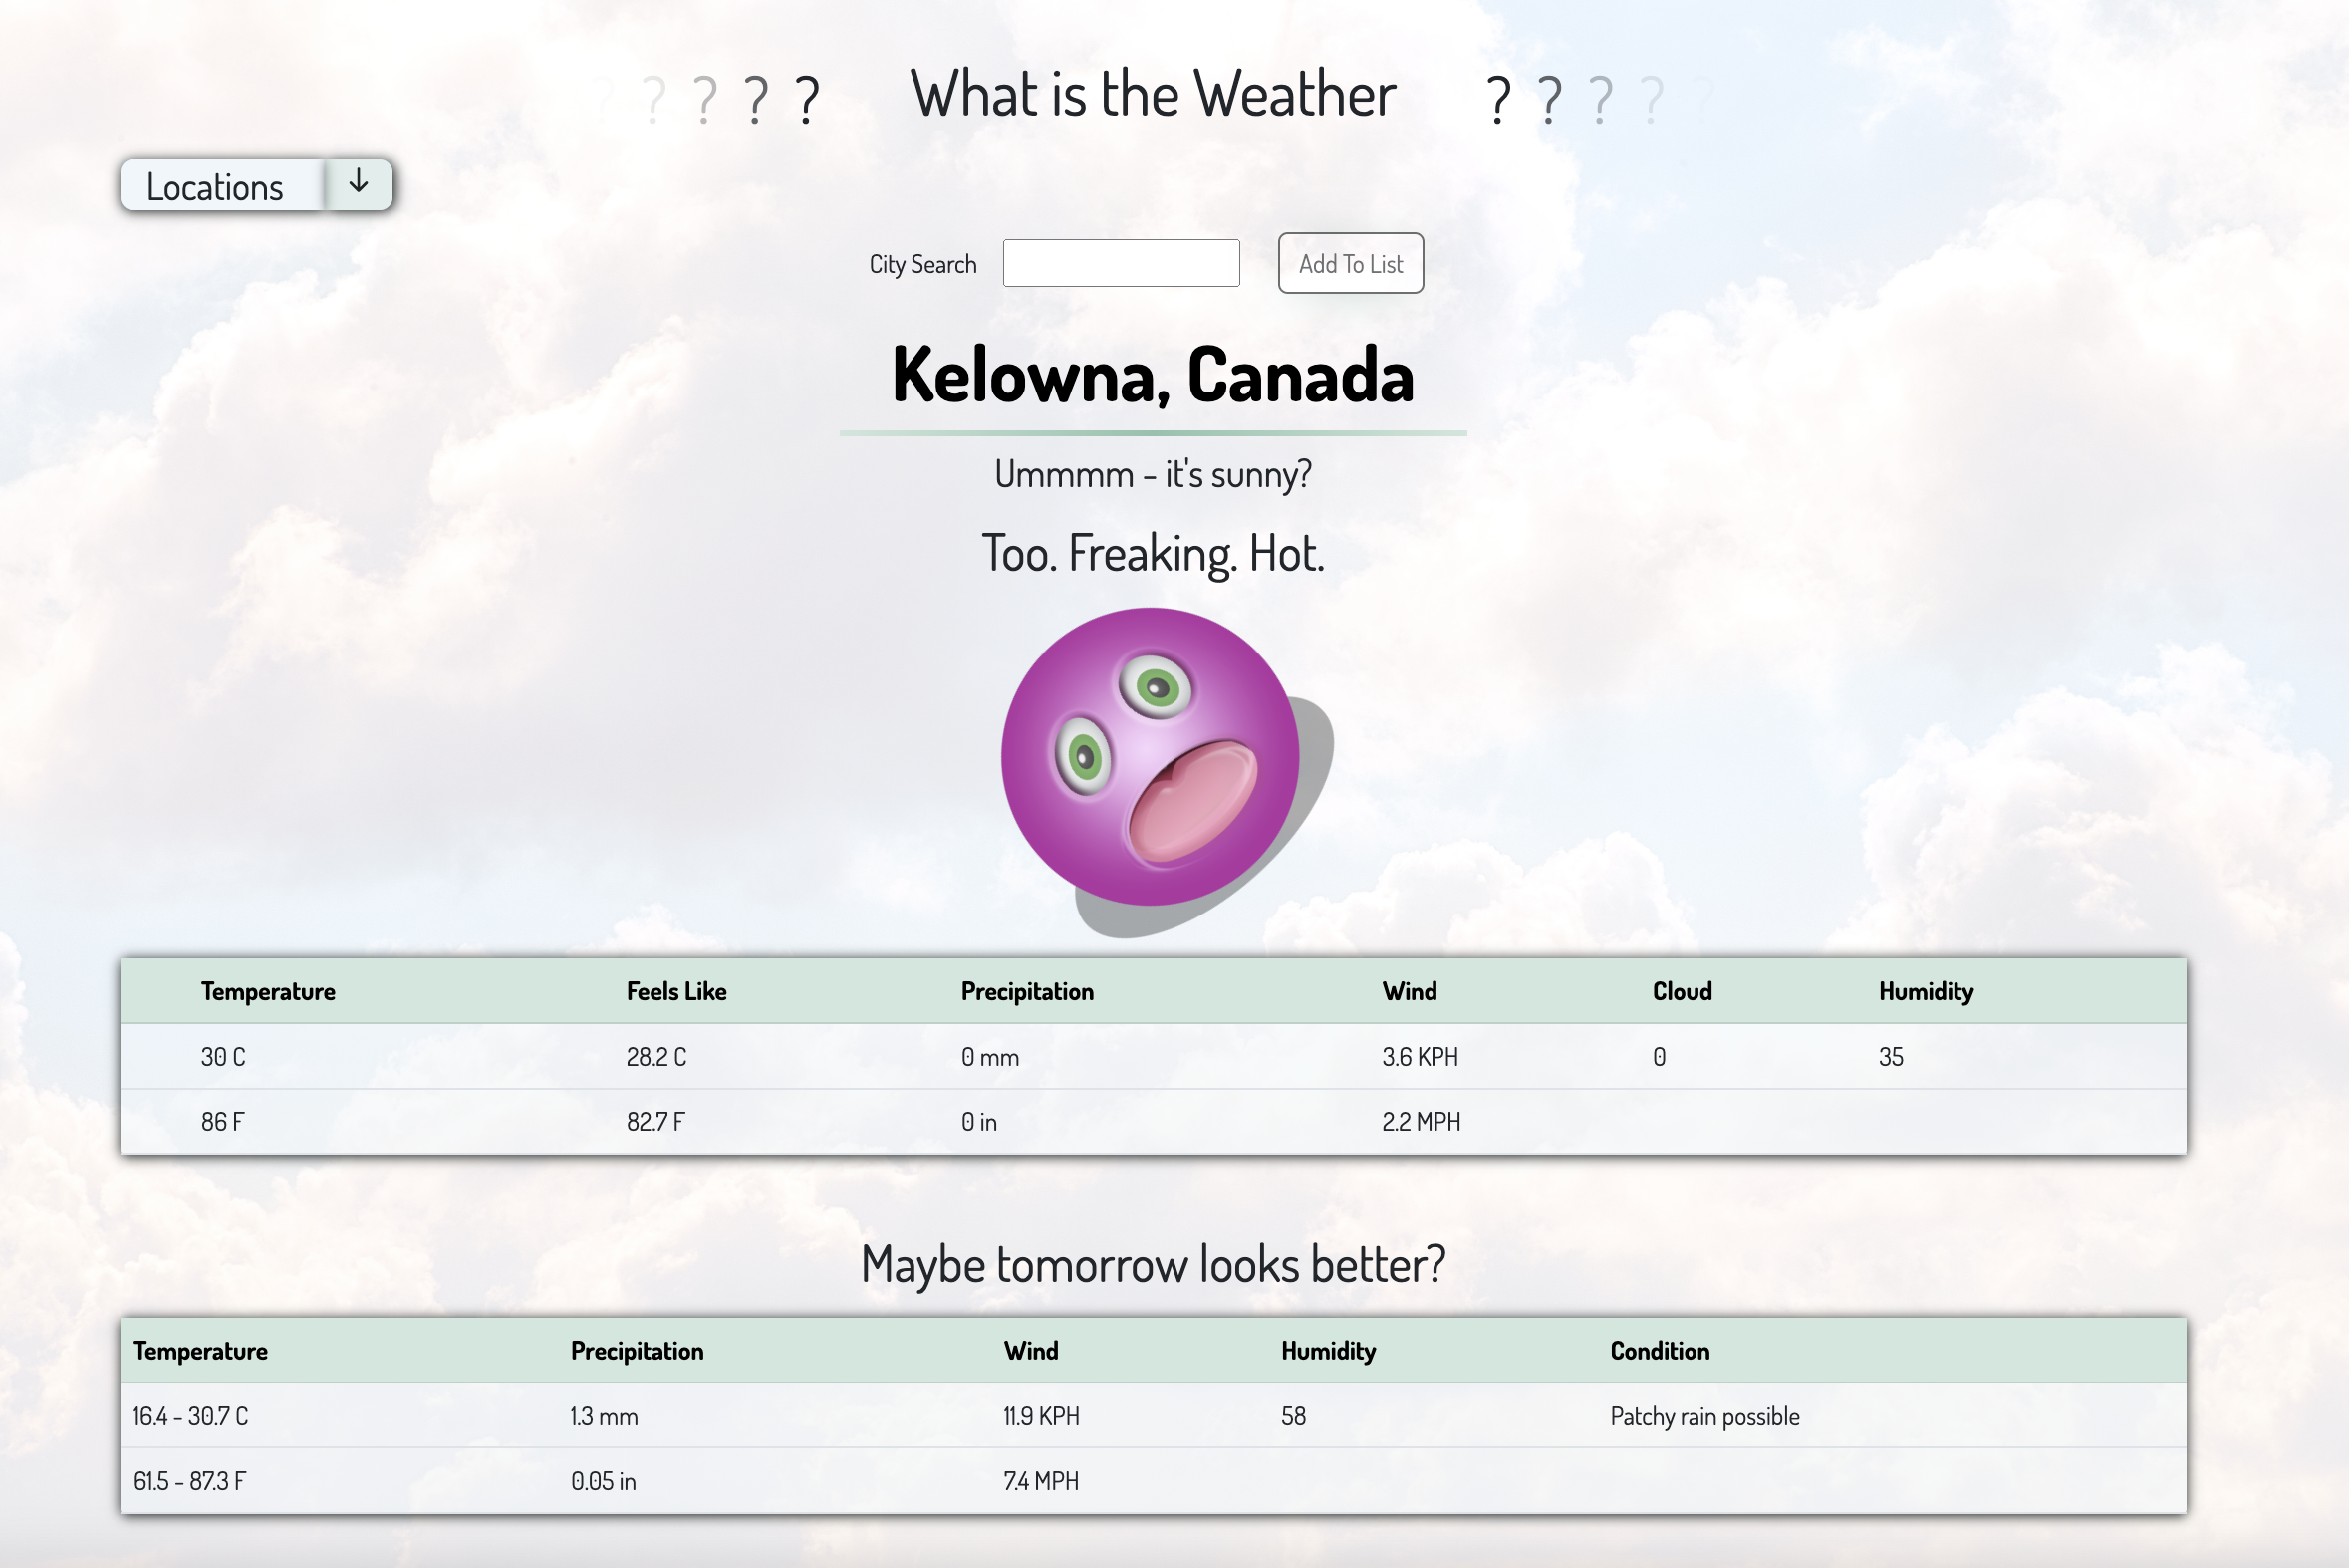 ? ? ? ? ? What is the Weather ? ? ? ? ?
Locations ↓
City Search Add To List
Kelowna, Canada
Ummmm - it's sunny?
Too. Freaking. Hot.
Temperature Feels Like Precipitation Wind Cloud Humidity
30 C 28.2 C 0 mm 3.6 KPH 0 35
86 F 82.7 F 0 in 2.2 MPH
Maybe tomorrow looks better?
Temperature Precipitation Wind Humidity Condition
16.4 - 30.7 C 1.3 mm 11.9 KPH 58 Patchy rain possible
61.5 - 87.3 F 0.05 in 7.4 MPH